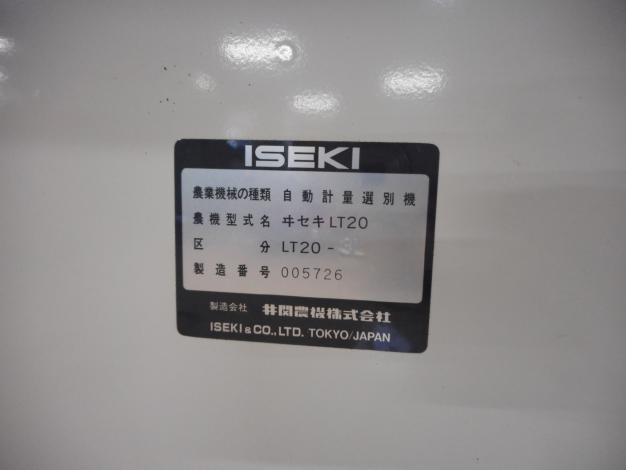 ISEKI
農業機械の種類 自動計量選別機
農機型式名 ヰセキLT20
区分 LT20-
製造番号 005726
製造会社 井関農機株式会社
ISEKI & CO., LTD. TOKYO/JAPAN